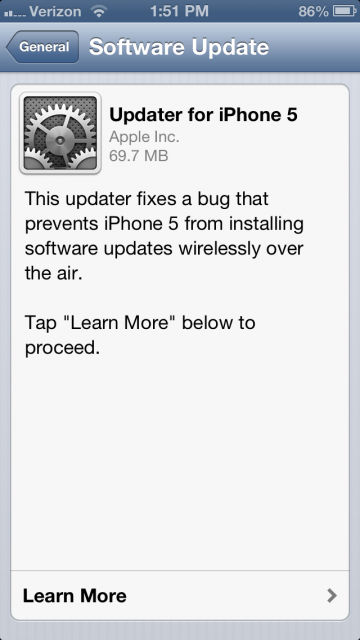 Verizon 1:51 PM 86%
General Software Update
Updater for iPhone 5
Apple Inc.
69.7 MB
This updater fixes a bug that
prevents iPhone 5 from installing
software updates wirelessly over
the air.
Tap "Learn More" below to
proceed.
Learn More